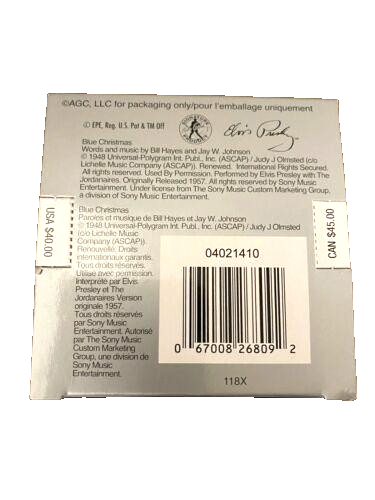 ©AGC, LLC for packaging only/pour l'emballage uniquement
© EPE, Reg. U.S. Pat & TM Off
SIGNATURE
PRODUCT
Elvis Presley
Blue Christmas
Words and music by Bill Hayes and Jay W. Johnson
© 1948 Universal-Polygram Int. Publ., Inc. (ASCAP) / Judy J Olmsted (c/o
Lichelle Music Company (ASCAP)). Renewed. International Rights Secured.
All rights reserved. Used By Permission. Performed by Elvis Presley with The
Jordanaires. Originally Released 1957. All rights reserved by Sony Music
Entertainment. Under license from The Sony Music Custom Marketing Group,
a division of Sony Music Entertainment.
Blue Christmas
Paroles et musique de Bill Hayes et Jay W. Johnson
© 1948 Universal-Polygram Int. Publ., Inc. (ASCAP) / Judy J Olmsted
(c/o Lichelle Music
Company (ASCAP)).
Renouvelé. Droits
internationaux garantis.
Tous droits réservés.
Utilisé avec permission.
Interprété par Elvis
Presley et The
Jordanaires Version
originale 1957.
Tous droits réservés
par Sony Music
Entertainment. Autorisé
par The Sony Music
Custom Marketing
Group, une division de
Sony Music
Entertainment.
USA $40.00
CAN $45.00
04021410
0 67008 26809 2
118X